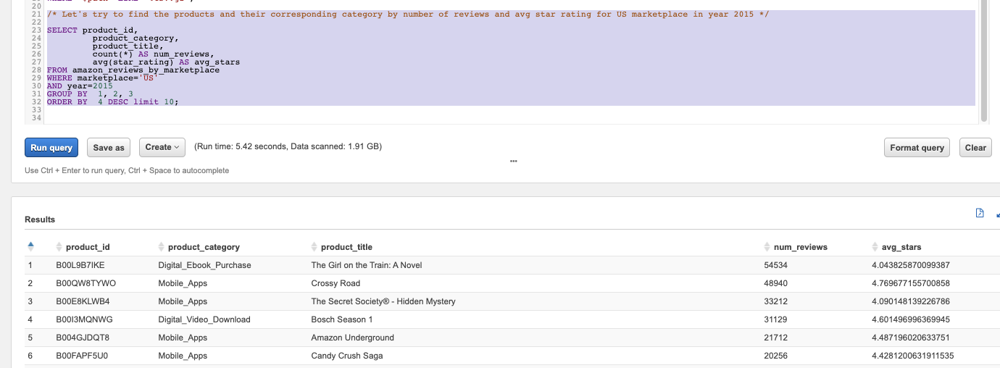 20
21 /* Let's try to find the products and their corresponding category by number of reviews and avg star rating for US marketplace in year 2015 */
22
23 SELECT product_id,
24 product_category,
25 product_title,
26 count(*) AS num_reviews,
27 avg(star_rating) AS avg_stars
28 FROM amazon_reviews_by_marketplace
29 WHERE marketplace='US'
30 AND year=2015
31 GROUP BY 1, 2, 3
32 ORDER BY 4 DESC limit 10;
33
34
Run query Save as Create (Run time: 5.42 seconds, Data scanned: 1.91 GB) Format query Clear
Use Ctrl + Enter to run query, Ctrl + Space to autocomplete
Results
product_id product_category product_title num_reviews avg_stars
1 B00L9B7IKE Digital_Ebook_Purchase The Girl on the Train: A Novel 54534 4.043825870099387
2 B00QW8TYWO Mobile_Apps Crossy Road 48940 4.769677155700858
3 B00E8KLWB4 Mobile_Apps The Secret Society® - Hidden Mystery 33212 4.090148139226786
4 B00I3MQNWG Digital_Video_Download Bosch Season 1 31129 4.601496996369945
5 B004GJDQT8 Mobile_Apps Amazon Underground 21712 4.487196020633751
6 B00FAPF5U0 Mobile_Apps Candy Crush Saga 20256 4.4281200631911535